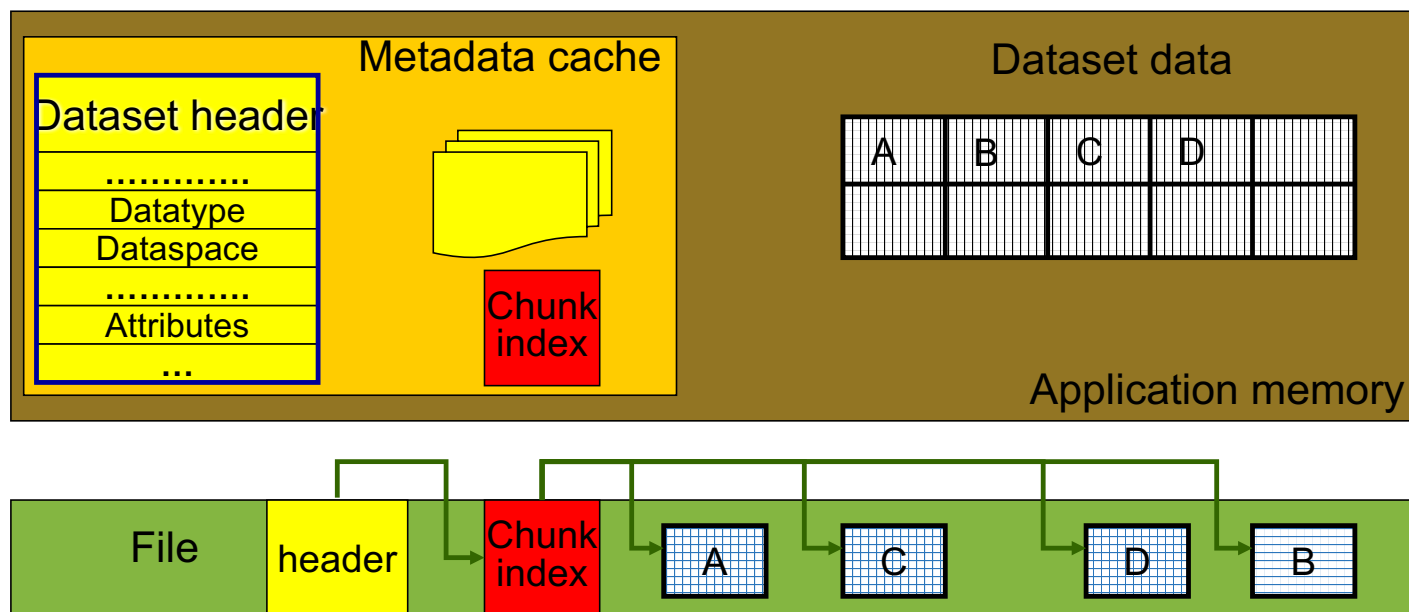 Metadata cache
Dataset data
Dataset header
.............
Datatype
Dataspace
.............
Attributes
...
Chunk
index
A B C D
Application memory
File
header
Chunk
index
A
C
D
B